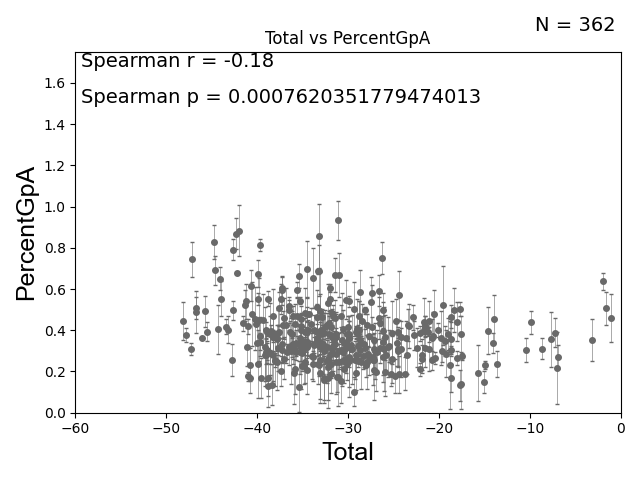 N = 362
Total vs PercentGpA
Spearman r = -0.18
Spearman p = 0.0007620351779474013
PercentGpA
1.6
1.4
1.2
1.0
0.8
0.6
0.4
0.2
0.0
−60 −50 −40 −30 −20 −10 0
Total